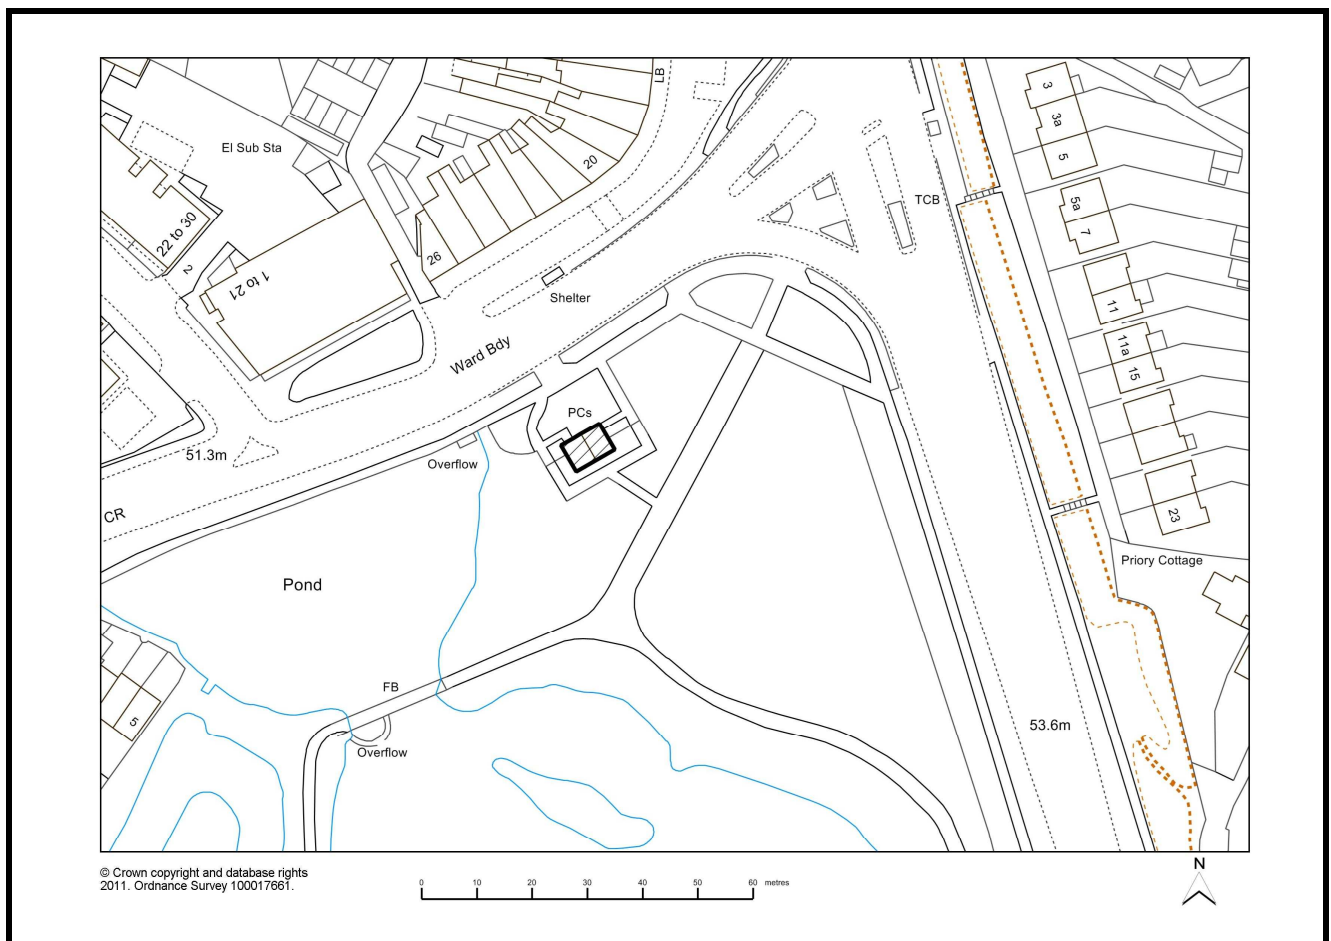 LB
3
3a
5
El Sub Sta
20
TCB
5a
7
22 to 30
26
2
1 to 21
Shelter
11
Ward Bdy
11a
15
PCs
51.3m
Overflow
CR
23
Priory Cottage
Pond
FB
5
53.6m
Overflow
© Crown copyright and database rights
2011. Ordnance Survey 100017661.
0 10 20 30 40 50 60 metres
N